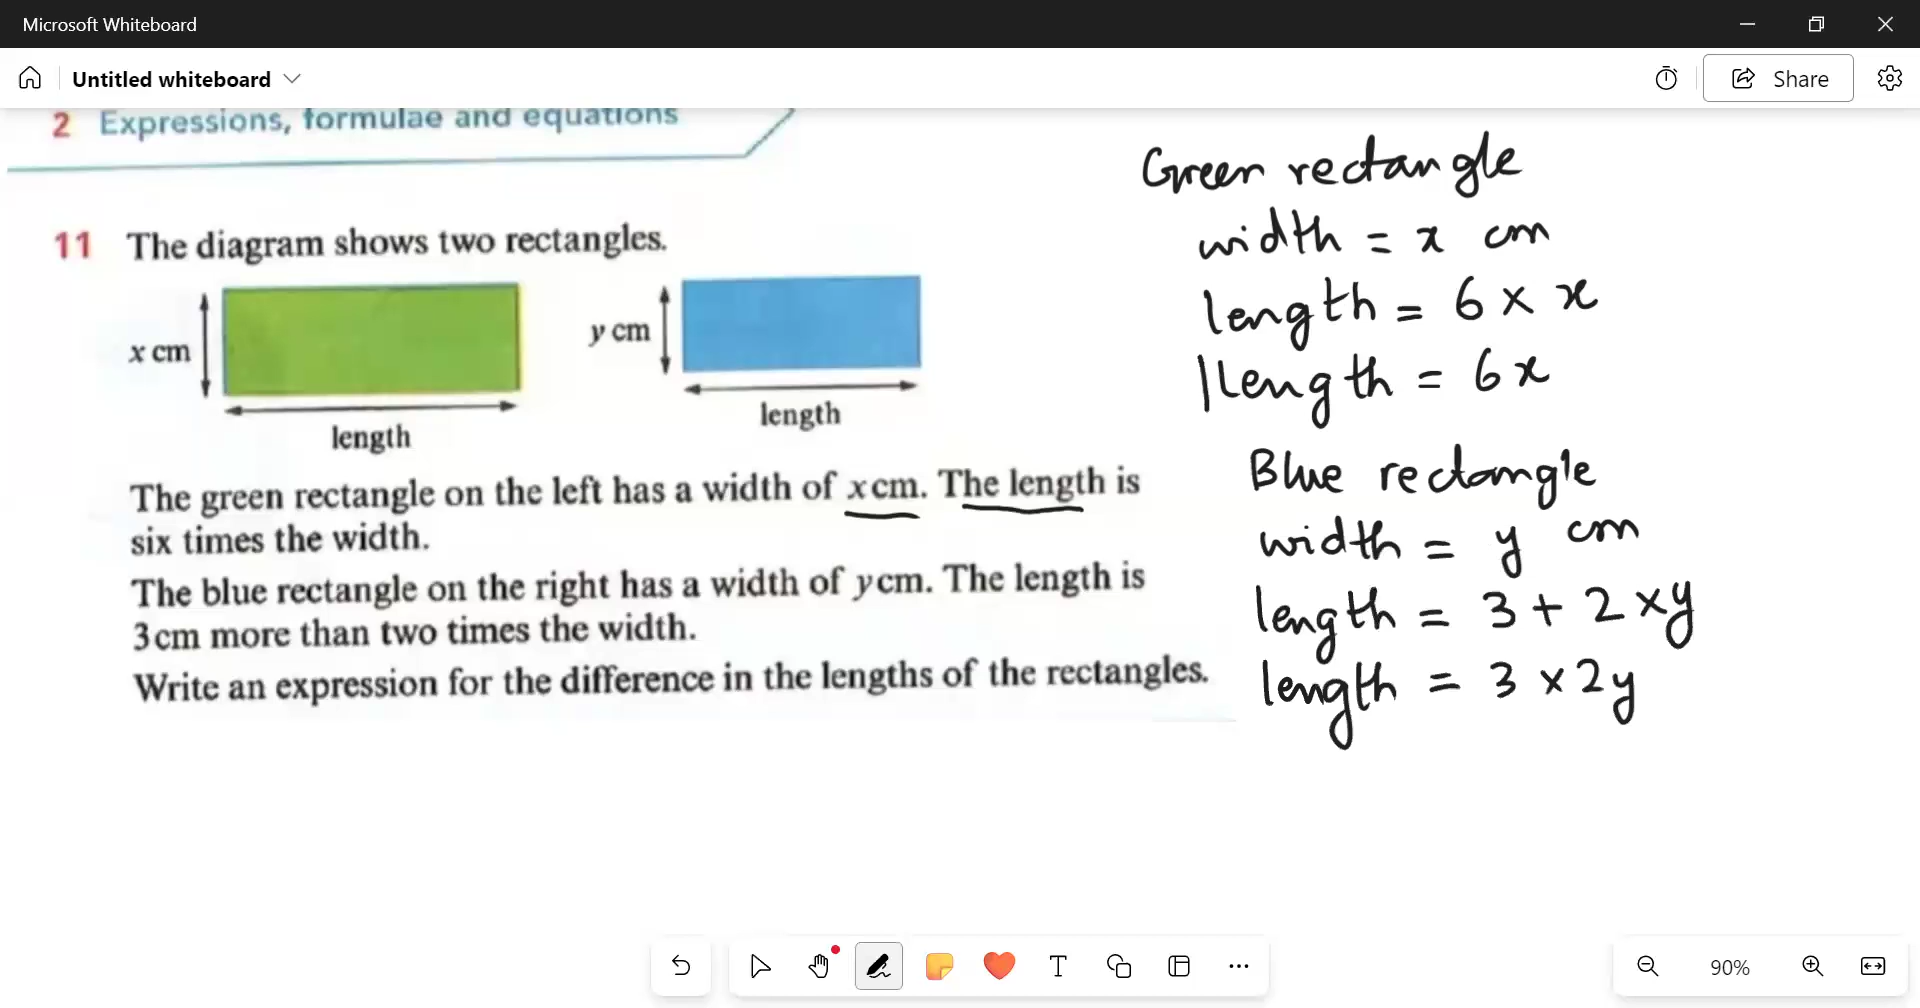 Microsoft Whiteboard
Untitled whiteboard
Share
2 Expressions, formulae and equations
11 The diagram shows two rectangles.
x cm
length
y cm
length
The green rectangle on the left has a width of x cm. The length is
six times the width.
The blue rectangle on the right has a width of y cm. The length is
3 cm more than two times the width.
Write an expression for the difference in the lengths of the rectangles.
Green rectangle
width = x cm
length = 6 × x
length = 6x
Blue rectangle
width = y cm
length = 3 + 2 × y
length = 3 × 2y
T
90%